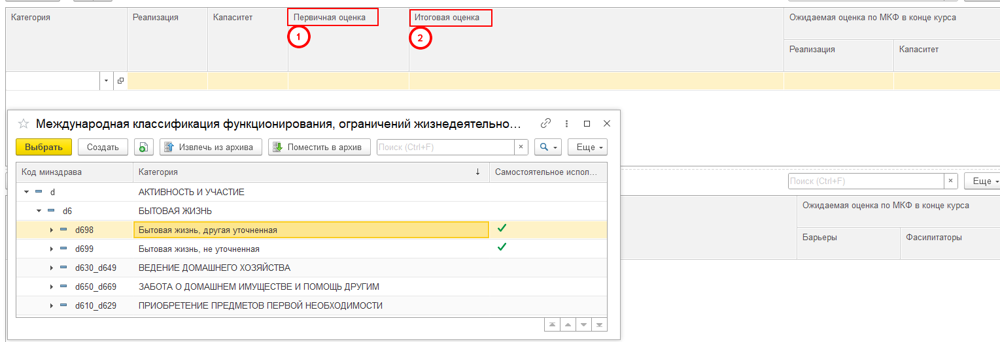 Категория Реализация Капаситет Первичная оценка Итоговая оценка Ожидаемая оценка по МКФ в конце курса
1 2
Реализация Капаситет
Международная классификация функционирования, ограничений жизнедеятельно...
Выбрать Создать Извлечь из архива Поместить в архив Поиск (Ctrl+F) × Еще
Код минздрава Категория ↓ Самостоятельное испол...
Поиск (Ctrl+F) × Еще
d АКТИВНОСТЬ И УЧАСТИЕ
d6 БЫТОВАЯ ЖИЗНЬ
Ожидаемая оценка по МКФ в конце курса
d698 Бытовая жизнь, другая уточненная
Барьеры Фасилитаторы
d699 Бытовая жизнь, не уточненная
d630_d649 ВЕДЕНИЕ ДОМАШНЕГО ХОЗЯЙСТВА
d650_d669 ЗАБОТА О ДОМАШНЕМ ИМУЩЕСТВЕ И ПОМОЩЬ ДРУГИМ
d610_d629 ПРИОБРЕТЕНИЕ ПРЕДМЕТОВ ПЕРВОЙ НЕОБХОДИМОСТИ